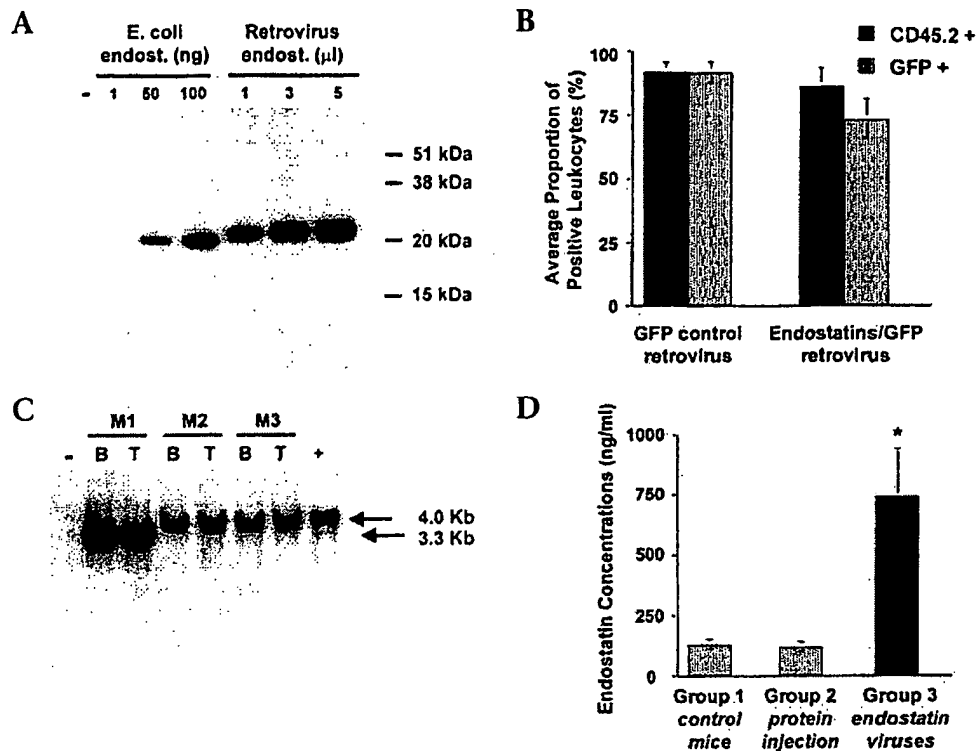 A
E. coli
endost. (ng)
Retrovirus
endost. (µl)
- 1 50 100 1 3 5
51 kDa
38 kDa
20 kDa
15 kDa
B
CD45.2 +
GFP +
Average Proportion of
Positive Leukocytes (%)
100
75
50
25
0
GFP control
retrovirus
Endostatins/GFP
retrovirus
C
M1 M2 M3
- B T B T B T +
4.0 Kb
3.3 Kb
D
Endostatin Concentrations (ng/ml)
1000
750
500
250
0
*
Group 1
control
mice
Group 2
protein
injection
Group 3
endostatin
viruses